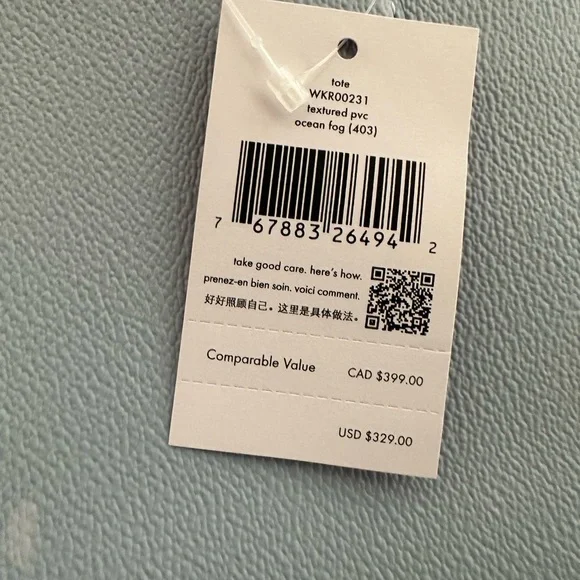 tote
WKR00231
textured pvc
ocean fog (403)
7 67883 26494 2
take good care. here's how.
prenez-en bien soin. voici comment.
好好照顾自己。这里是具体做法。
Comparable Value CAD $399.00
USD $329.00